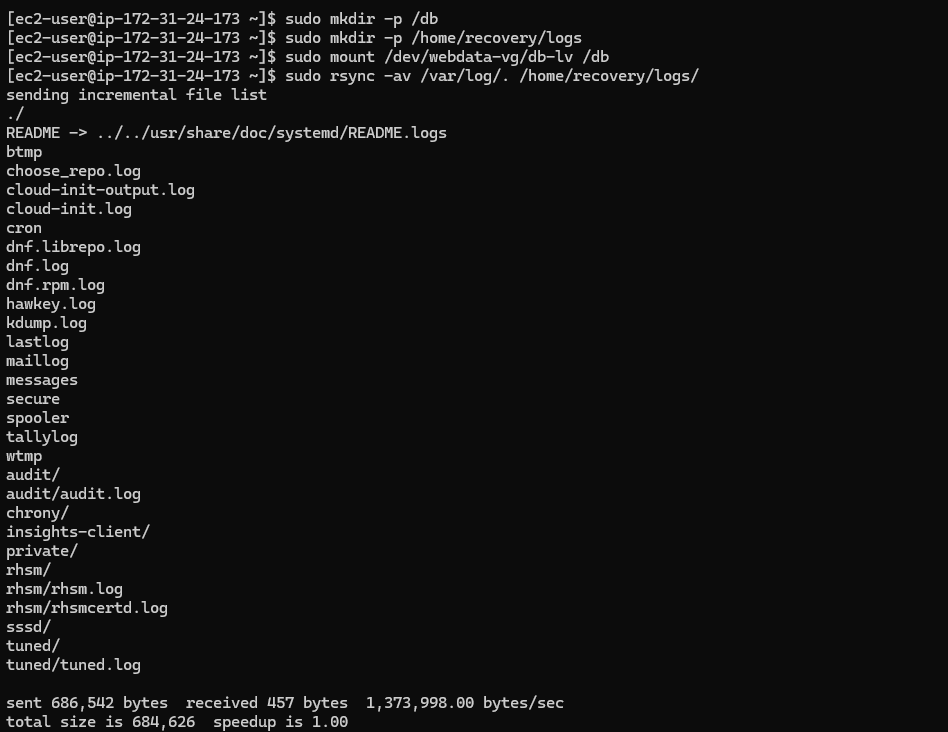 [ec2-user@ip-172-31-24-173 ~]$ sudo mkdir -p /db
[ec2-user@ip-172-31-24-173 ~]$ sudo mkdir -p /home/recovery/logs
[ec2-user@ip-172-31-24-173 ~]$ sudo mount /dev/webdata-vg/db-lv /db
[ec2-user@ip-172-31-24-173 ~]$ sudo rsync -av /var/log/. /home/recovery/logs/
sending incremental file list
./
README -> ../../usr/share/doc/systemd/README.logs
btmp
choose_repo.log
cloud-init-output.log
cloud-init.log
cron
dnf.librepo.log
dnf.log
dnf.rpm.log
hawkey.log
kdump.log
lastlog
maillog
messages
secure
spooler
tallylog
wtmp
audit/
audit/audit.log
chrony/
insights-client/
private/
rhsm/
rhsm/rhsm.log
rhsm/rhsmcertd.log
sssd/
tuned/
tuned/tuned.log

sent 686,542 bytes  received 457 bytes  1,373,998.00 bytes/sec
total size is 684,626  speedup is 1.00